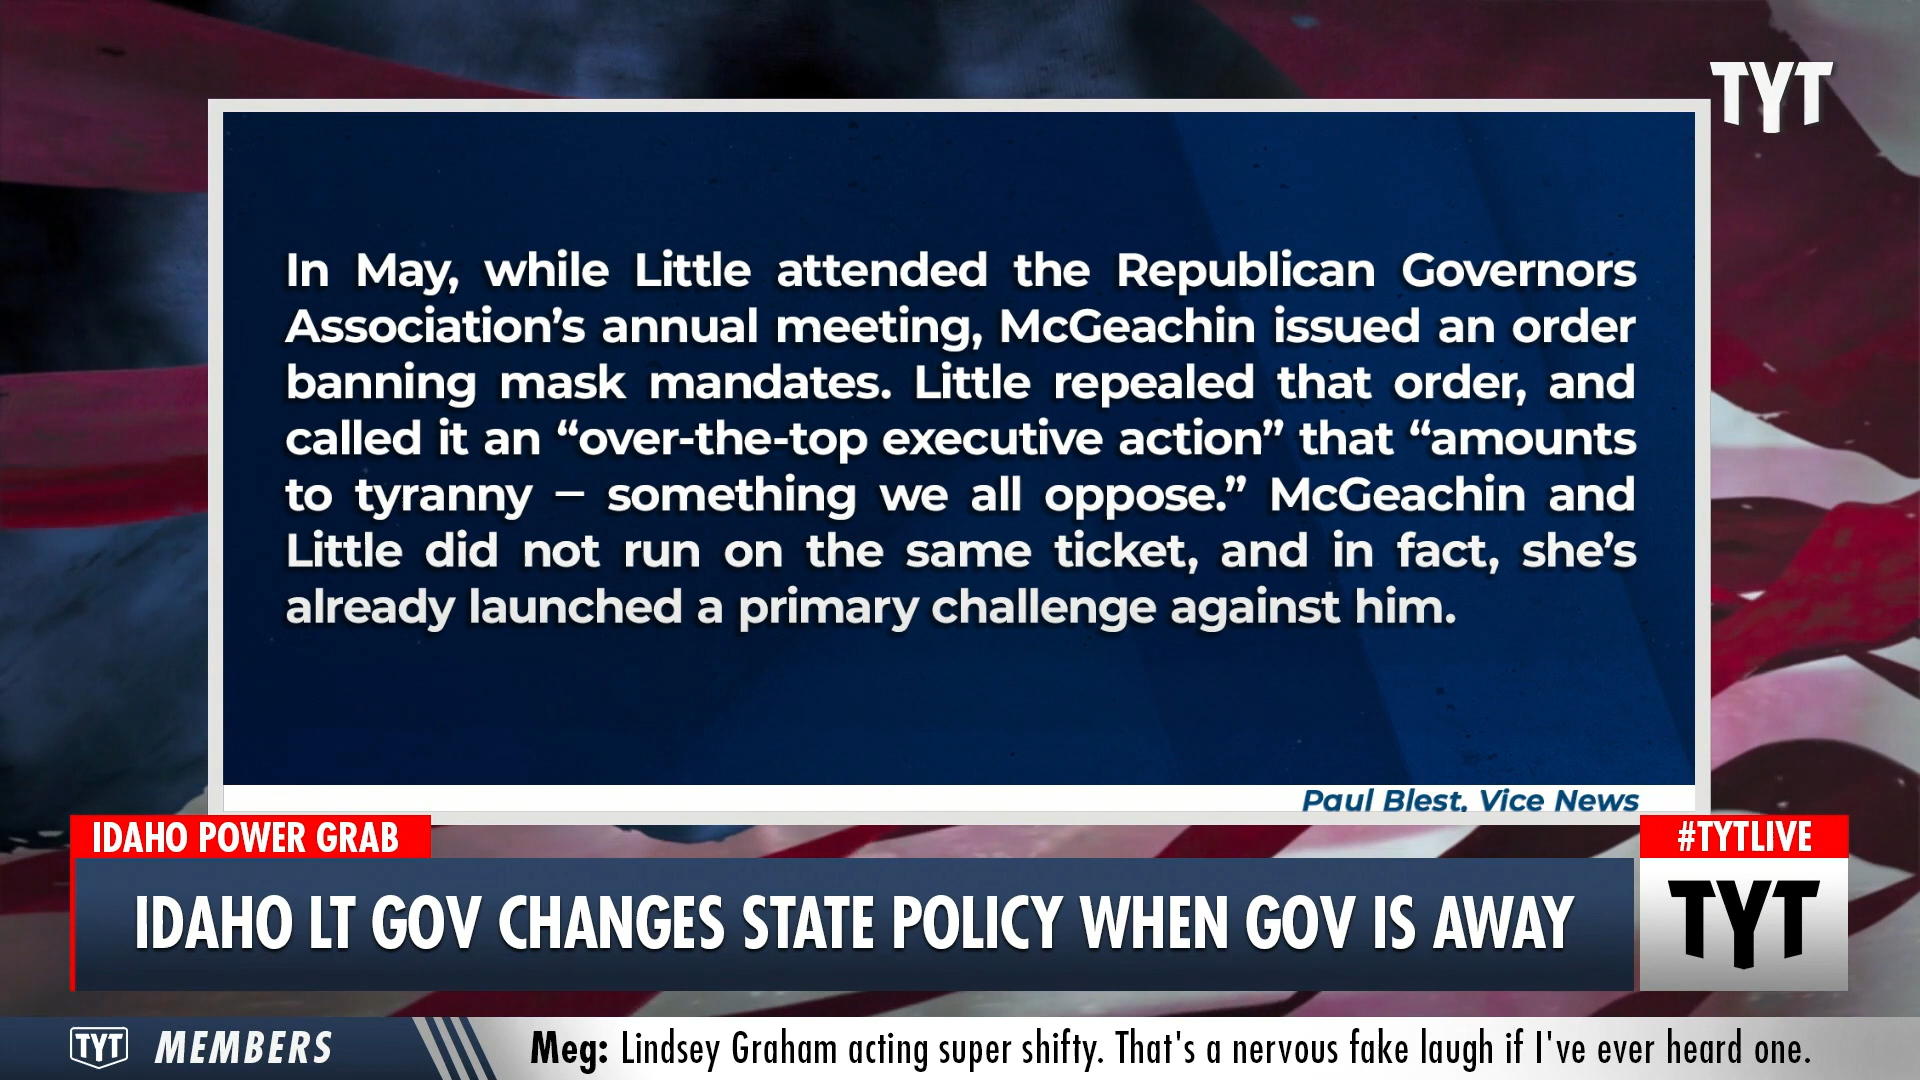 TYT
In May, while Little attended the Republican Governors
Association’s annual meeting, McGeachin issued an order
banning mask mandates. Little repealed that order, and
called it an “over-the-top executive action” that “amounts
to tyranny – something we all oppose.” McGeachin and
Little did not run on the same ticket, and in fact, she’s
already launched a primary challenge against him.
Paul Blest, Vice News
IDAHO POWER GRAB
#TYTLIVE
IDAHO LT GOV CHANGES STATE POLICY WHEN GOV IS AWAY
TYT
TYT MEMBERS
Meg: Lindsey Graham acting super shifty. That's a nervous fake laugh if I've ever heard one.